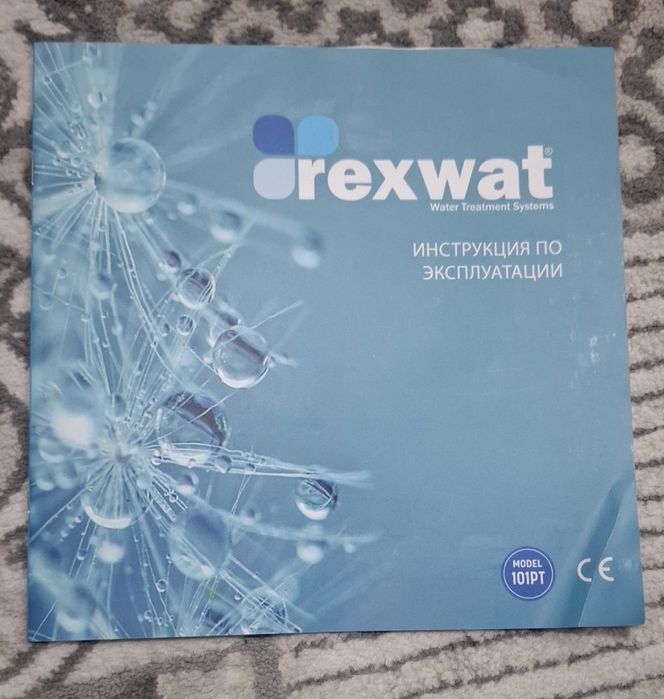 rexwat®
Water Treatment Systems
ИНСТРУКЦИЯ ПО
ЭКСПЛУАТАЦИИ
MODEL
101PT
CE